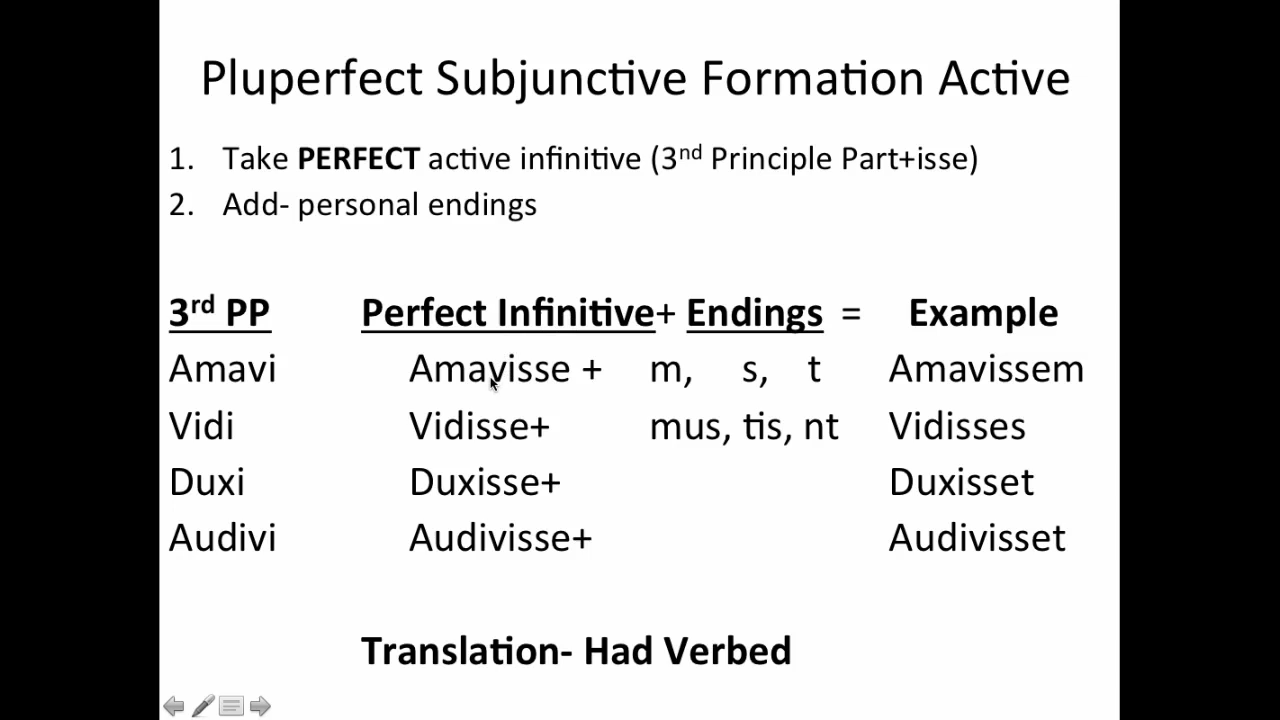 Pluperfect Subjunctive Formation Active
1. Take PERFECT active infinitive (3nd Principle Part+isse)
2. Add- personal endings
3rd PP Perfect Infinitive+ Endings = Example
Amavi Amavisse + m, s, t Amavissem
Vidi Vidisse+ mus, tis, nt Vidisses
Duxi Duxisse+ Duxisset
Audivi Audivisse+ Audivisset
Translation- Had Verbed